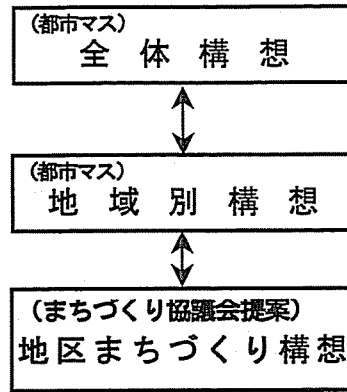 (都市マス)
全体構想
(都市マス)
地域別構想
(まちづくり協議会提案)
地区まちづくり構想